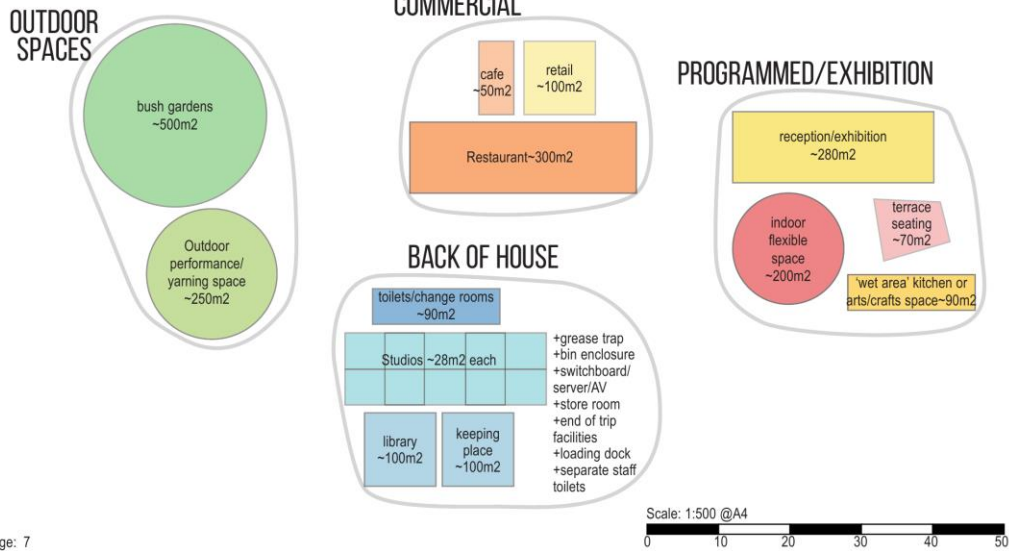 OUTDOOR
SPACES
bush gardens
~500m2
Outdoor
performance/
yarning space
~250m2
COMMERCIAL
cafe
~50m2
retail
~100m2
Restaurant~300m2
PROGRAMMED/EXHIBITION
reception/exhibition
~280m2
indoor
flexible
space
~200m2
terrace
seating
~70m2
'wet area' kitchen or
arts/crafts space~90m2
BACK OF HOUSE
toilets/change rooms
~90m2
Studios ~28m2 each
library
~100m2
keeping
place
~100m2
+grease trap
+bin enclosure
+switchboard/
server/AV
+store room
+end of trip
facilities
+loading dock
+separate staff
toilets
Scale: 1:500 @A4
0 10 20 30 40 50
ge: 7